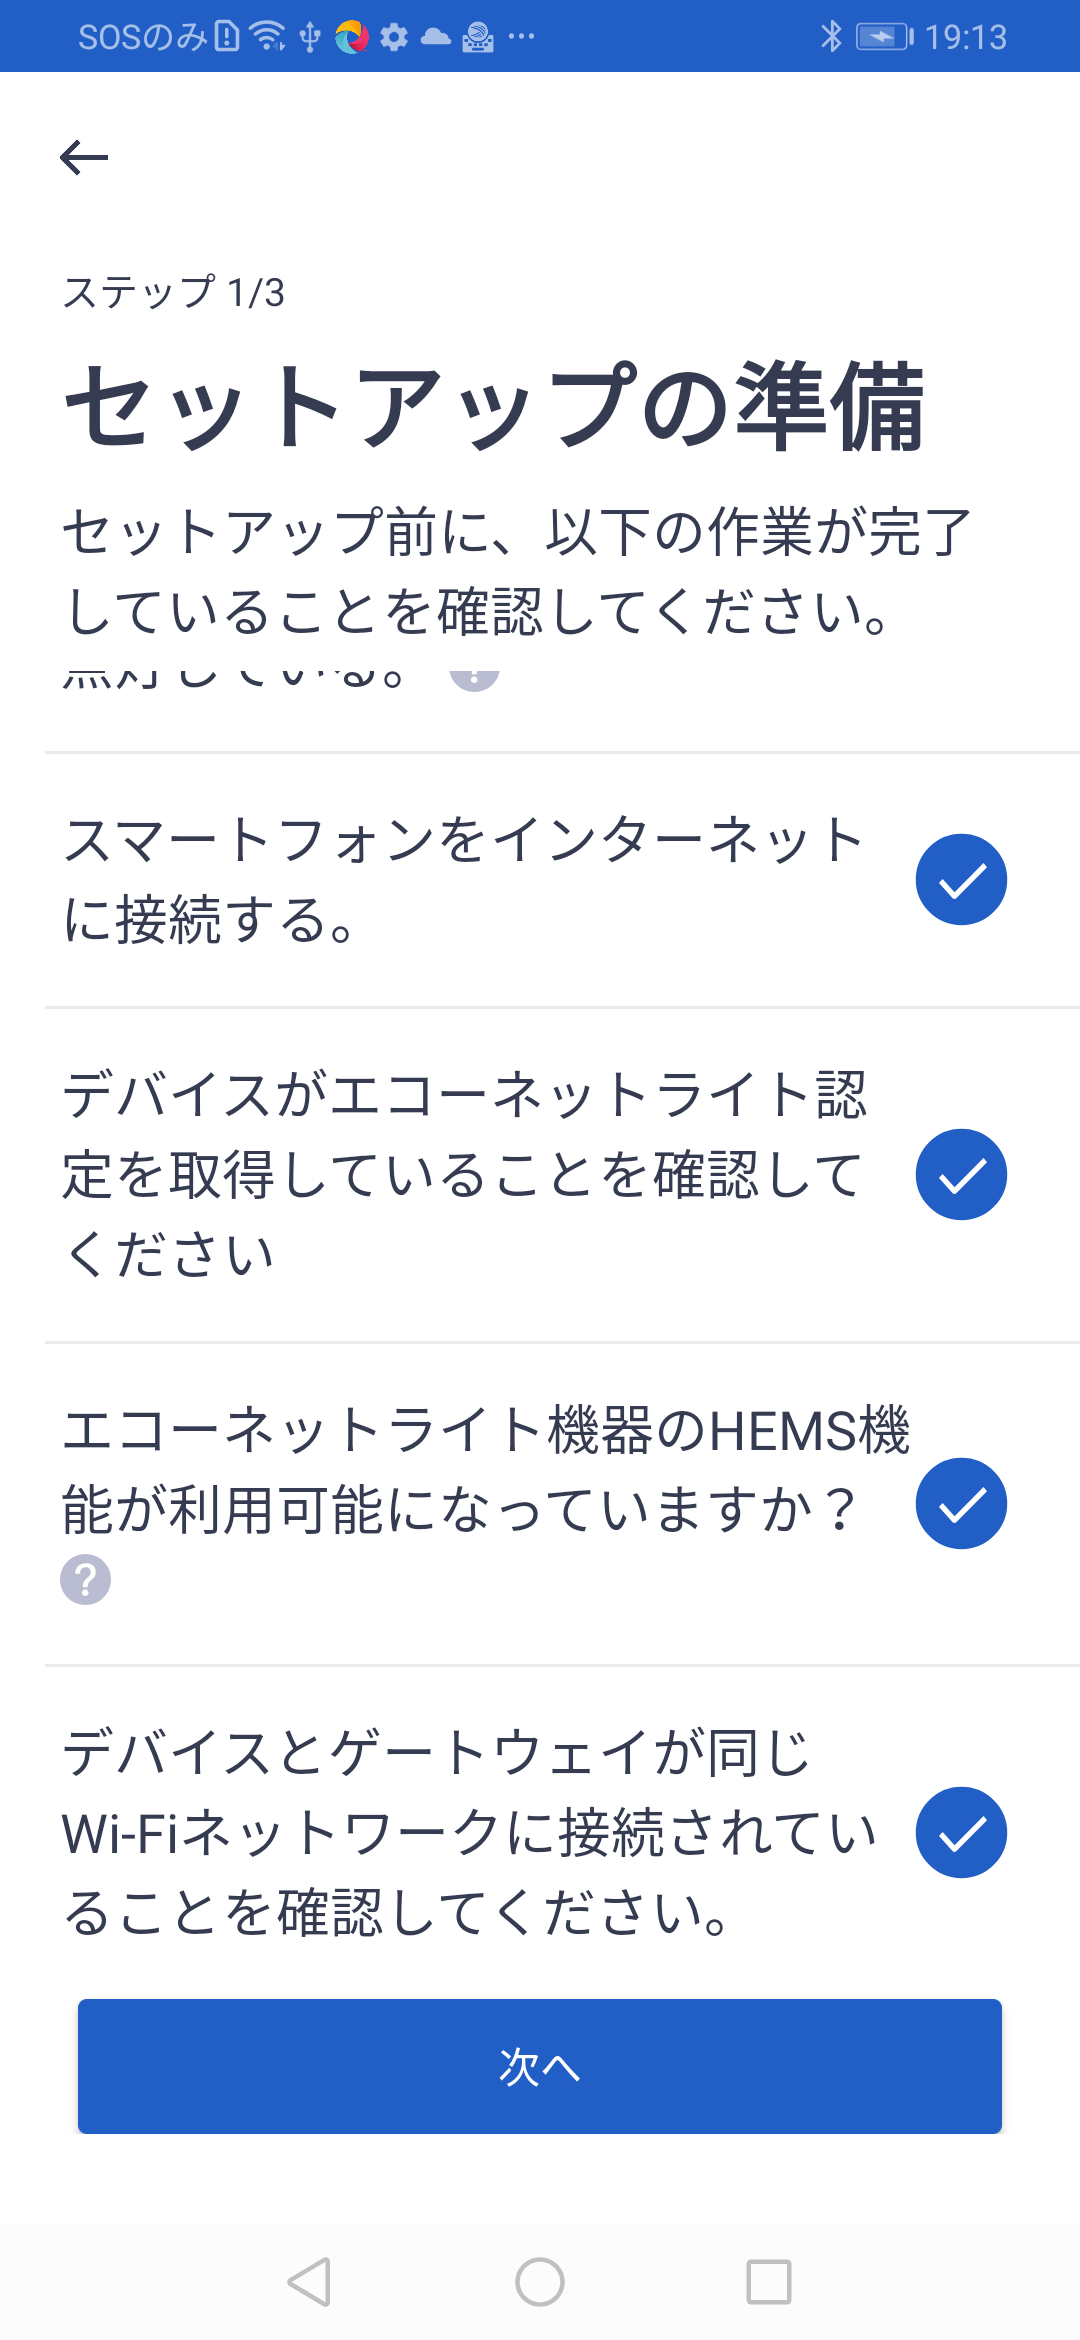 SOSのみ
19:13
ステップ 1/3
セットアップの準備
セットアップ前に、以下の作業が完了
していることを確認してください。
点灯している。 ?
スマートフォンをインターネット
に接続する。
デバイスがエコーネットライト認
定を取得していることを確認して
ください
エコーネットライト機器のHEMS機
能が利用可能になっていますか？
?
デバイスとゲートウェイが同じ
Wi-Fiネットワークに接続されてい
ることを確認してください。
次へ